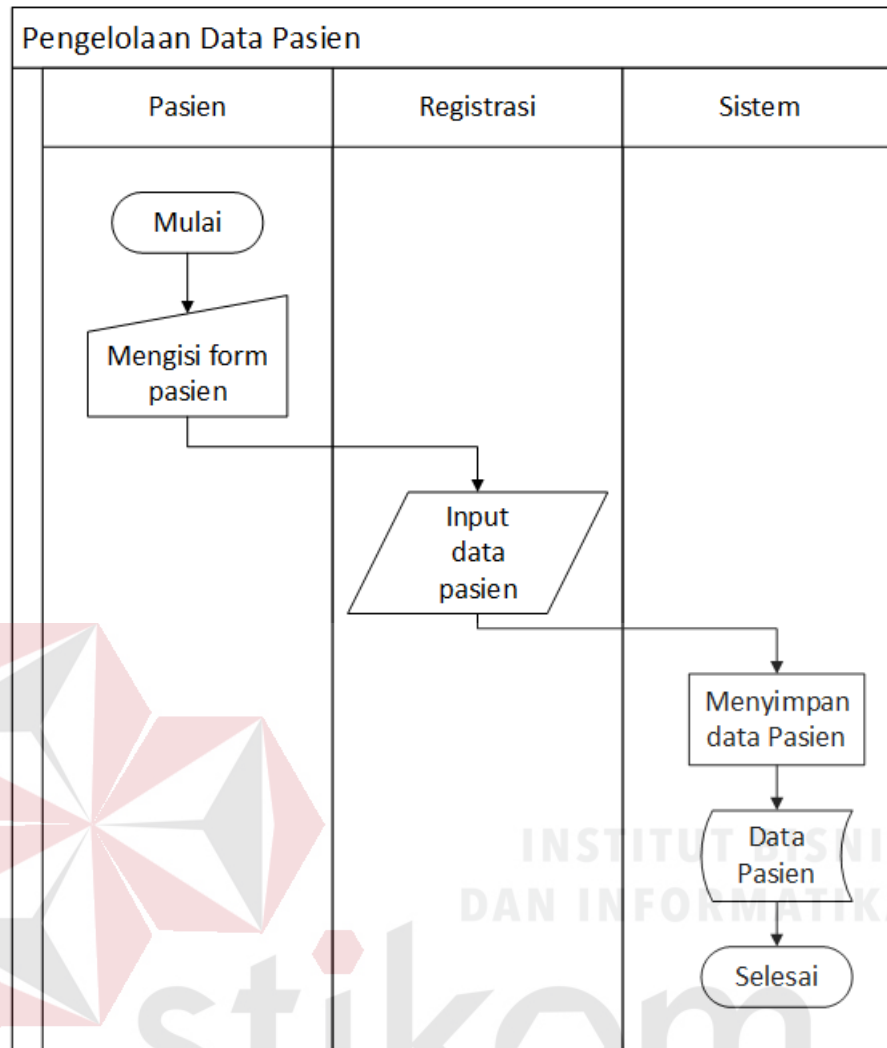 Pengelolaan Data Pasien
Pasien
Registrasi
Sistem
Mulai
Mengisi form
pasien
Input
data
pasien
Menyimpan
data Pasien
Data
Pasien
Selesai
INSTITUT BISNI
DAN INFORMATIKA
stikom